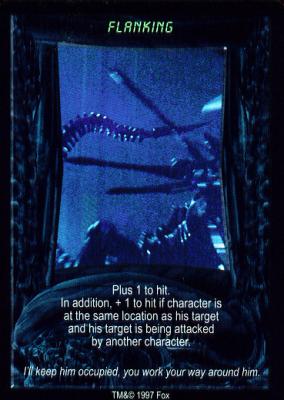 FLANKING
Plus 1 to hit.
In addition, + 1 to hit if character is
at the same location as his target
and his target is being attacked
by another character.
I'll keep him occupied, you work your way around him.
TM&© 1997 Fox